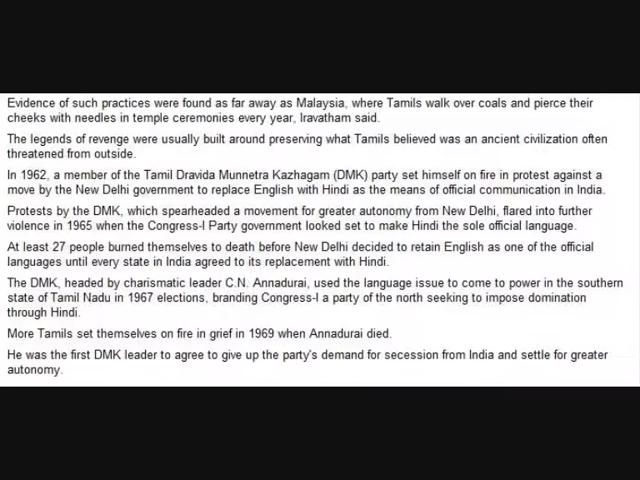 Evidence of such practices were found as far away as Malaysia, where Tamils walk over coals and pierce their
cheeks with needles in temple ceremonies every year, Iravatham said.
The legends of revenge were usually built around preserving what Tamils believed was an ancient civilization often
threatened from outside.
In 1962, a member of the Tamil Dravida Munnetra Kazhagam (DMK) party set himself on fire in protest against a
move by the New Delhi government to replace English with Hindi as the means of official communication in India.
Protests by the DMK, which spearheaded a movement for greater autonomy from New Delhi, flared into further
violence in 1965 when the Congress-I Party government looked set to make Hindi the sole official language.
At least 27 people burned themselves to death before New Delhi decided to retain English as one of the official
languages until every state in India agreed to its replacement with Hindi.
The DMK, headed by charismatic leader C.N. Annadurai, used the language issue to come to power in the southern
state of Tamil Nadu in 1967 elections, branding Congress-I a party of the north seeking to impose domination
through Hindi.
More Tamils set themselves on fire in grief in 1969 when Annadurai died.
He was the first DMK leader to agree to give up the party's demand for secession from India and settle for greater
autonomy.